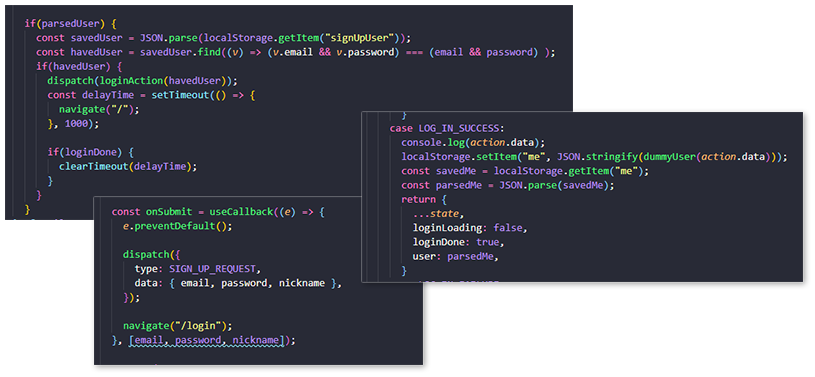 if(parsedUser) {
const savedUser = JSON.parse(localStorage.getItem("signUpUser"));
const havedUser = savedUser.find((v) => (v.email && v.password) === (email && password) );
if(havedUser) {
dispatch(loginAction(havedUser));
const delayTime = setTimeout(() => {
navigate("/");
}, 1000);
if(loginDone) {
clearTimeout(delayTime);
}
}
}
}
case LOG_IN_SUCCESS:
console.log(action.data);
localStorage.setItem("me", JSON.stringify(dummyUser(action.data)));
const savedMe = localStorage.getItem("me");
const parsedMe = JSON.parse(savedMe);
return {
...state,
loginLoading: false,
loginDone: true,
user: parsedMe,
}
const onSubmit = useCallback((e) => {
e.preventDefault();
dispatch({
type: SIGN_UP_REQUEST,
data: { email, password, nickname },
});
navigate("/login");
}, [email, password, nickname]);